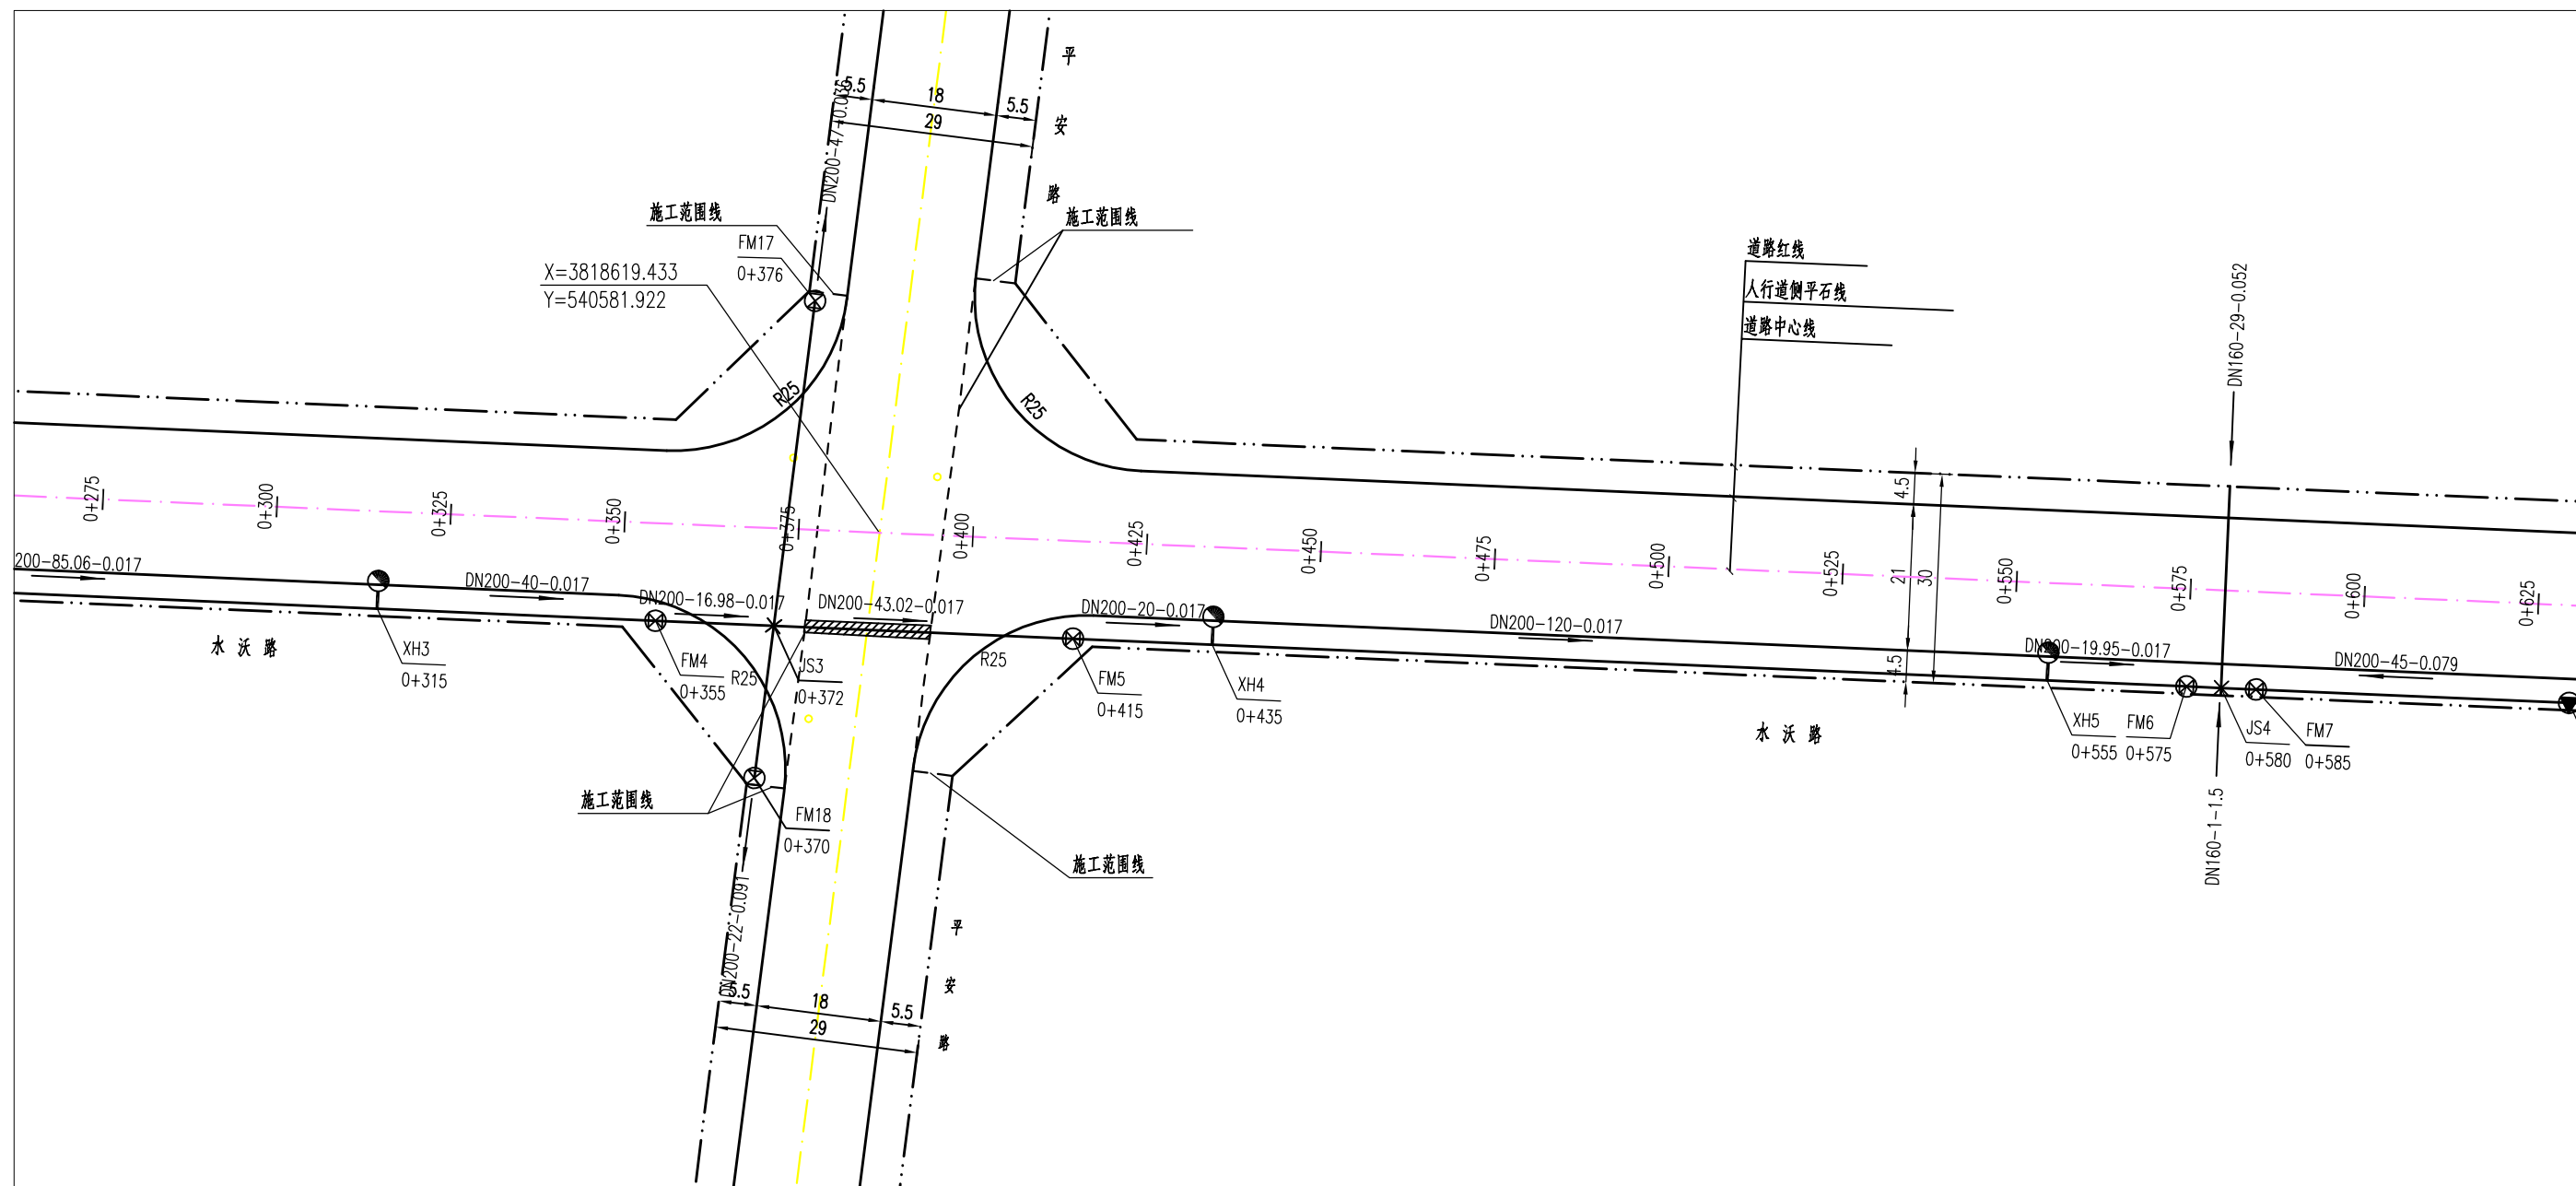 平
安
路
5.5
18
5.5
29
DN200-47-0.036
施工范围线
施工范围线
FM17
0+376
X=3818619.433
Y=540581.922
道路红线
人行道侧平石线
道路中心线
DN160-29-0.052
R25
R25
0+275
0+300
0+325
0+350
0+375
0+400
0+425
0+450
0+475
0+500
0+525
0+550
0+575
0+600
0+625
4.5
21
30
4.5
200-85.06-0.017
DN200-40-0.017
DN200-16.98-0.017
DN200-43.02-0.017
DN200-20-0.017
DN200-120-0.017
DN200-19.95-0.017
DN200-45-0.079
水沃路
XH3
0+315
FM4
0+355
R25
JS3
0+372
R25
FM5
0+415
XH4
0+435
水沃路
XH5
0+555
FM6
0+575
JS4
0+580
FM7
0+585
DN160-1-1.5
施工范围线
FM18
0+370
施工范围线
DN200-22-0.091
平
安
路
5.5
18
5.5
29